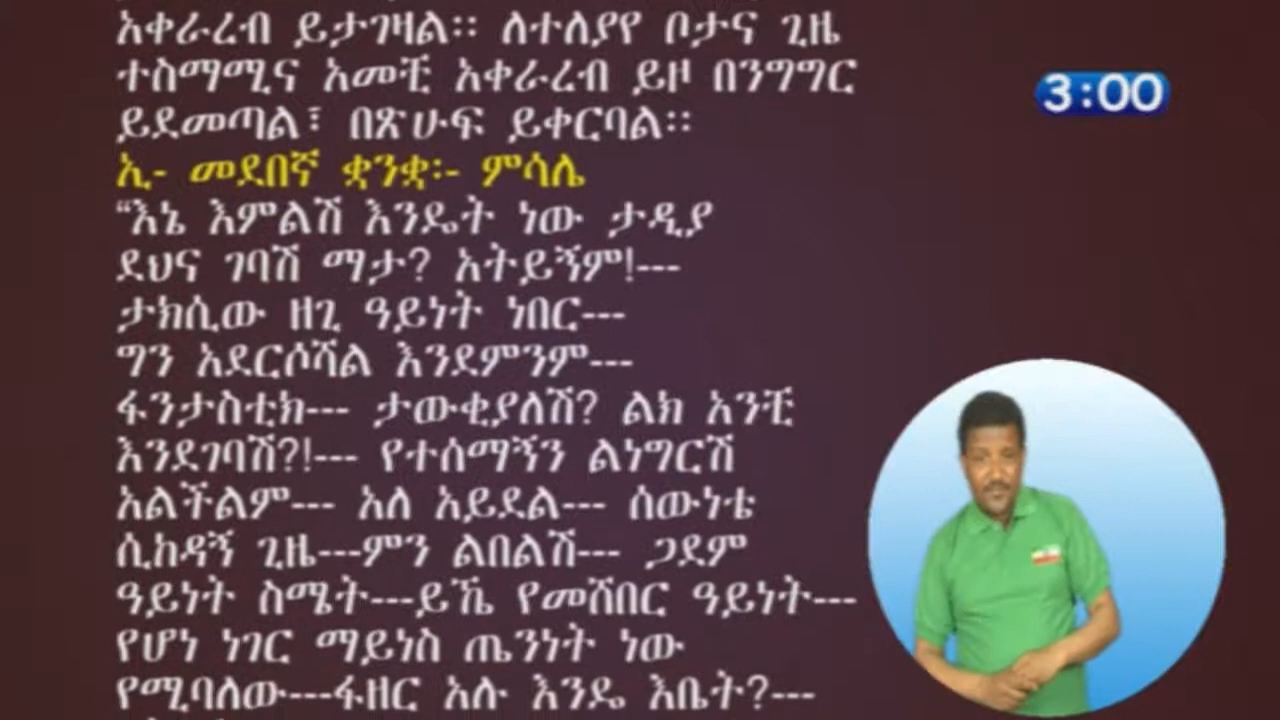 አቀራረብ ይታገዛል። ለተለያየ ቦታና ጊዜ
ተስማሚና አመቺ አቀራረብ ይዞ በንግግር
ይደመጣል፣ በጽሁፍ ይቀርባል።
ኢ- መደበኛ ቋንቋ፡- ምሳሌ
“እኔ እምልሽ እንዴት ነው ታዲያ
ደህና ገባሽ ማታ? አትይኝም!---
ታክሲው ዘጊ ዓይነት ነበር---
ግን አደርሶሻል እንደምንም---
ፋንታስቲክ--- ታውቂያለሽ? ልክ አንቺ
እንደገባሽ?!--- የተሰማኝን ልነግርሽ
አልችልም--- አለ አይደል--- ሰውነቴ
ሲከዳኝ ጊዜ---ምን ልበልሽ--- ጋደም
ዓይነት ስሜት---ይኼ የመሸበር ዓይነት---
የሆነ ነገር ማይነስ ጤንነት ነው
የሚባለው---ፋዘር አሉ እንዴ እቤት?---
3:00